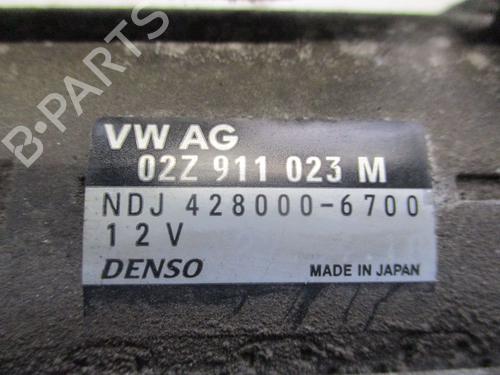 B-PARTS
VW AG
02Z 911 023 M
NDJ 428000-6700
12V
DENSO
MADE IN JAPAN